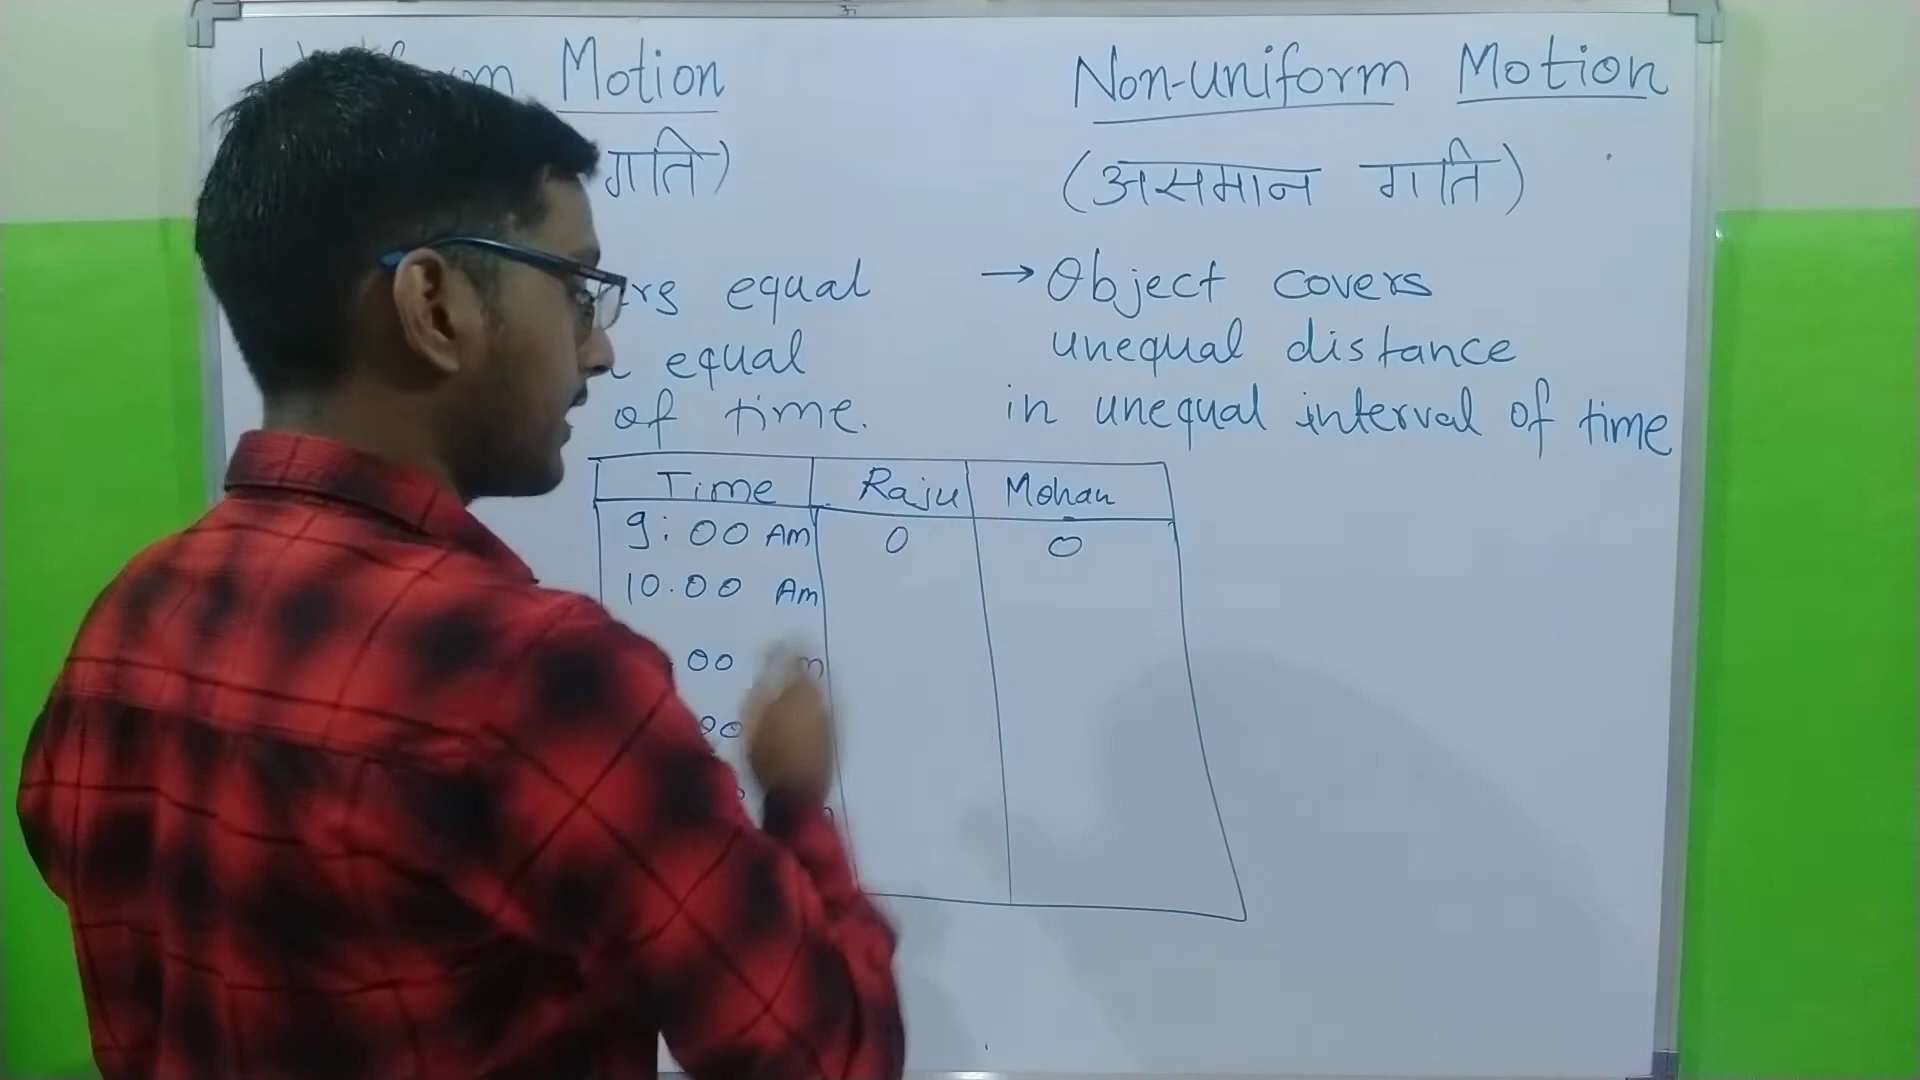 Motion
गति)
equal
equal
of time.
Non-uniform Motion
(असमान गति)
→ Object covers
unequal distance
in unequal interval of time
Time Raju Mohan
9:00 Am 0 0
10.00 Am
00